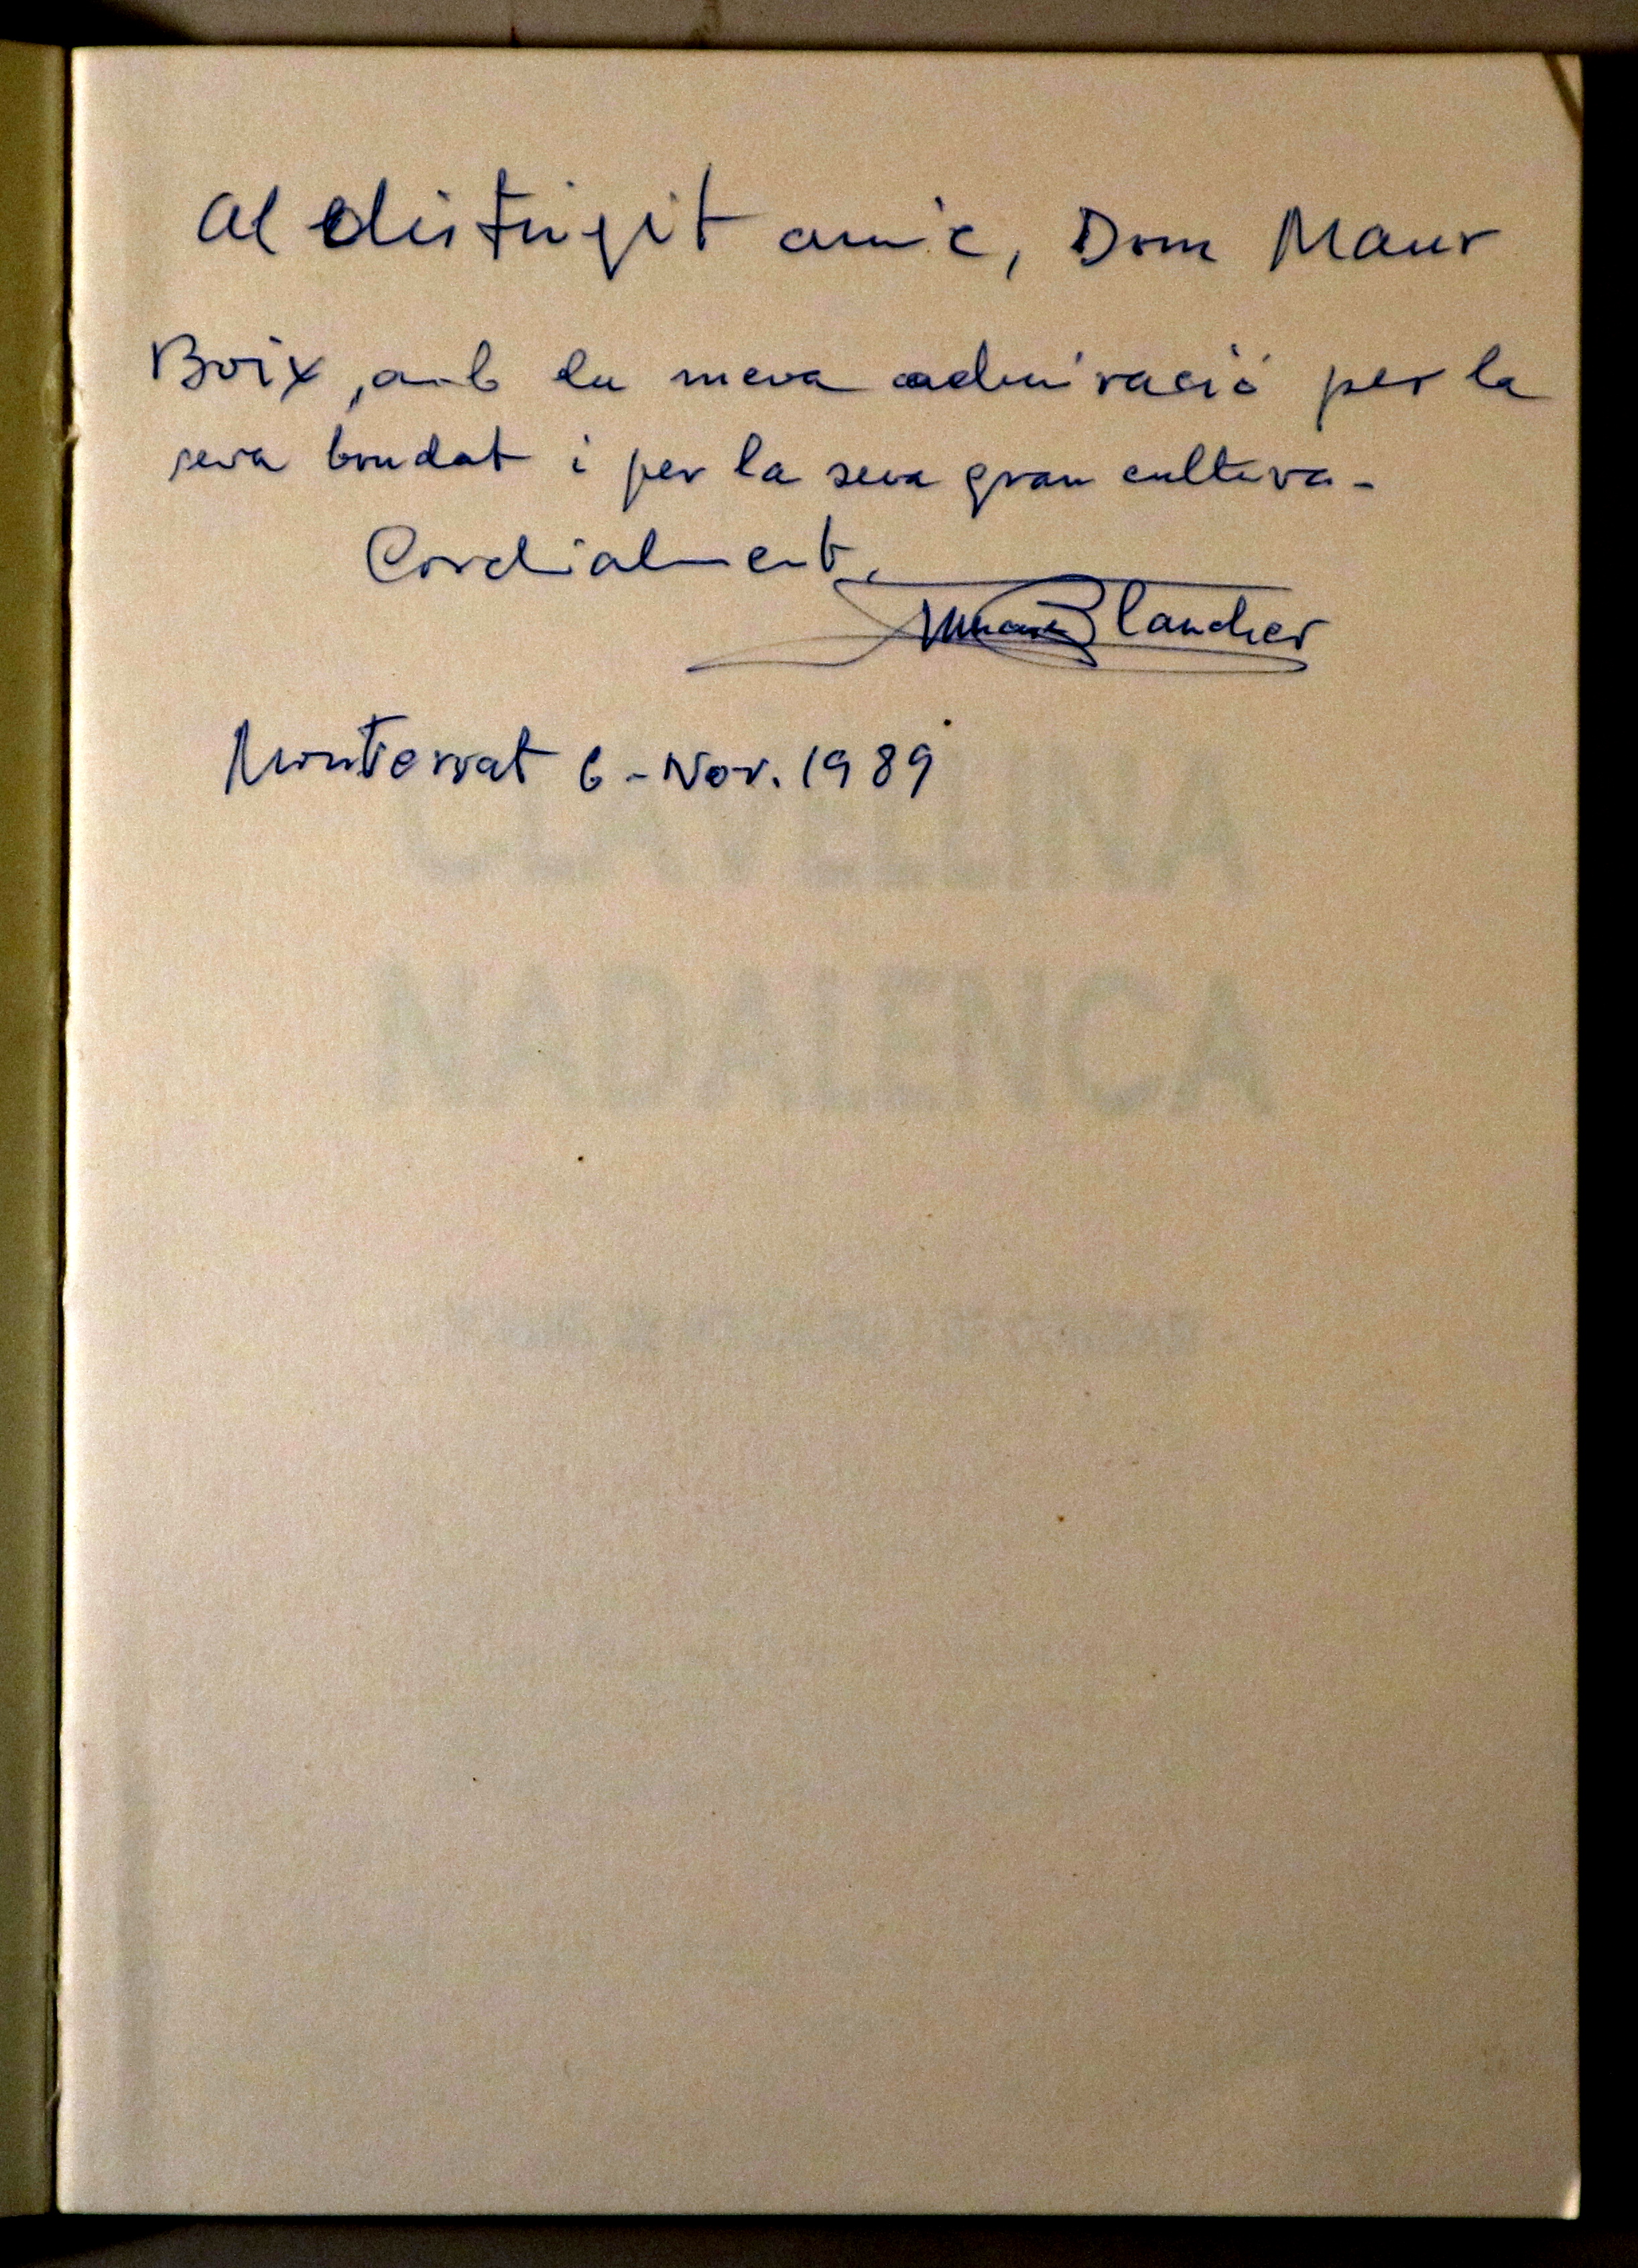 Al distingit amic, Dom Maur
Boix, amb la meva admiració per la
seva bondat i per la seva gran cultura.
Cordialment,
Blancher
Montserrat 6-Nov. 1989
CLAVELLINA
NADALENCA